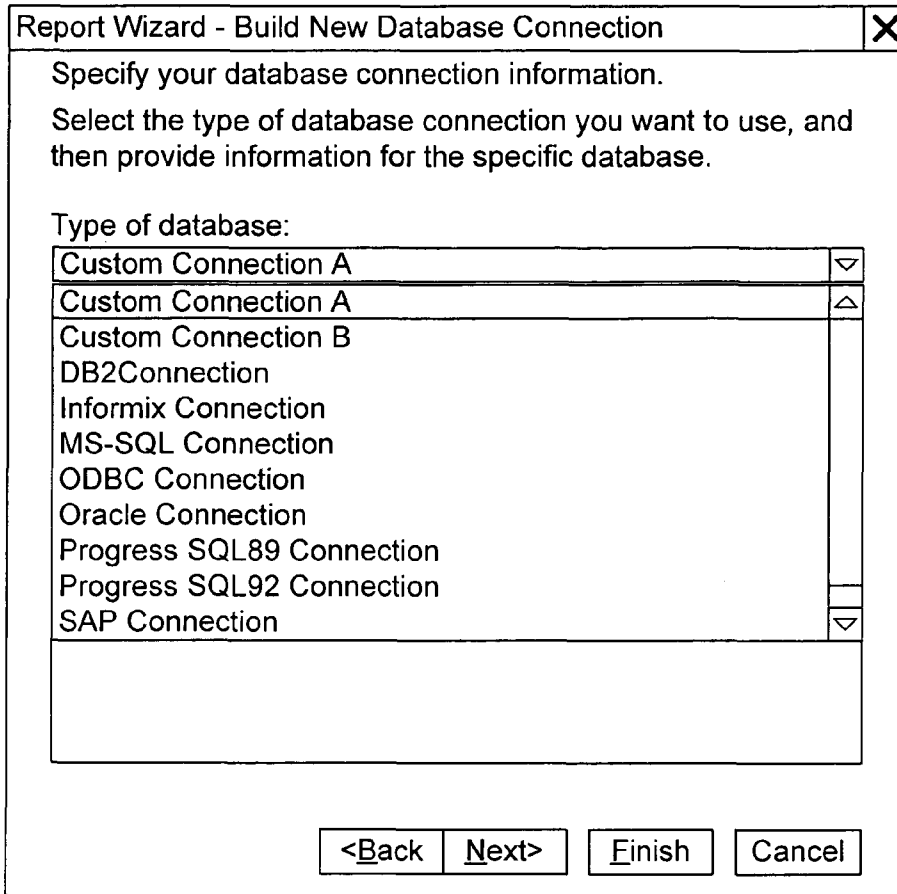 Report Wizard - Build New Database Connection
Specify your database connection information.
Select the type of database connection you want to use, and
then provide information for the specific database.
Type of database:
Custom Connection A
Custom Connection A
Custom Connection B
DB2Connection
Informix Connection
MS-SQL Connection
ODBC Connection
Oracle Connection
Progress SQL89 Connection
Progress SQL92 Connection
SAP Connection
<Back Next> Finish Cancel